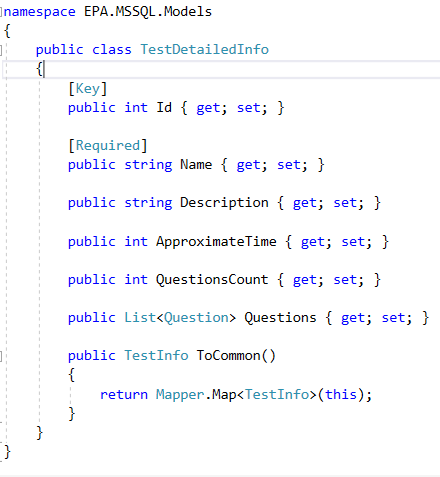 namespace EPA.MSSQL.Models
{
    public class TestDetailedInfo
    {
        [Key]
        public int Id { get; set; }

        [Required]
        public string Name { get; set; }

        public string Description { get; set; }

        public int ApproximateTime { get; set; }

        public int QuestionsCount { get; set; }

        public List<Question> Questions { get; set; }

        public TestInfo ToCommon()
        {
            return Mapper.Map<TestInfo>(this);
        }
    }
}